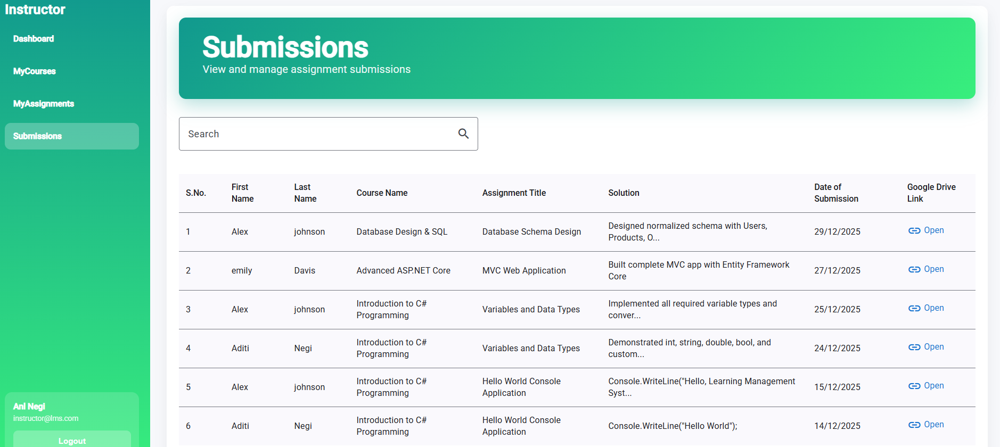 Instructor
Dashboard
MyCourses
MyAssignments
Submissions
Ani Negi
instructor@lms.com
Logout
Submissions
View and manage assignment submissions
Search
S.No. First Name Last Name Course Name Assignment Title Solution Date of Submission Google Drive Link
1 Alex johnson Database Design & SQL Database Schema Design Designed normalized schema with Users, Products, O... 29/12/2025 Open
2 emily Davis Advanced ASP.NET Core MVC Web Application Built complete MVC app with Entity Framework Core 27/12/2025 Open
3 Alex johnson Introduction to C# Programming Variables and Data Types Implemented all required variable types and conver... 25/12/2025 Open
4 Aditi Negi Introduction to C# Programming Variables and Data Types Demonstrated int, string, double, bool, and custom... 24/12/2025 Open
5 Alex johnson Introduction to C# Programming Hello World Console Application Console.WriteLine("Hello, Learning Management Syst... 15/12/2025 Open
6 Aditi Negi Introduction to C# Programming Hello World Console Application Console.WriteLine("Hello World"); 14/12/2025 Open